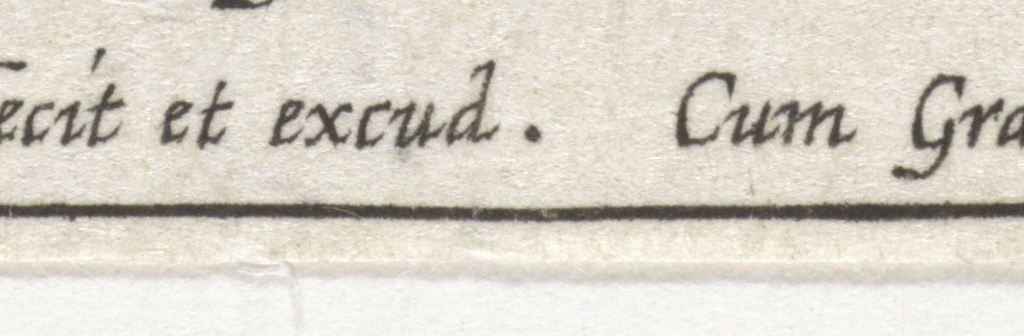 ecit et excud. Cum Gra